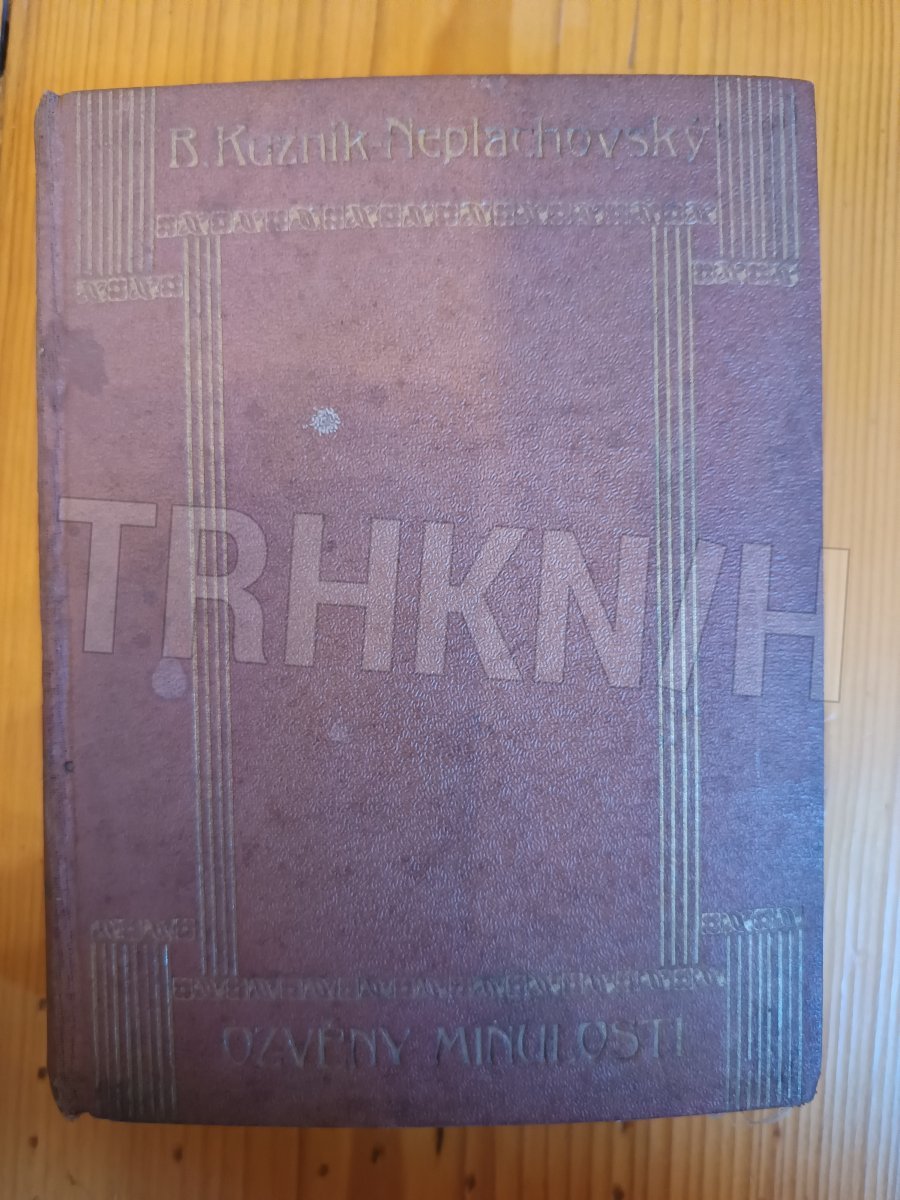 B. Kuzník-Neplachovský
TRHKNIH
OZVĚNY MINULOSTI